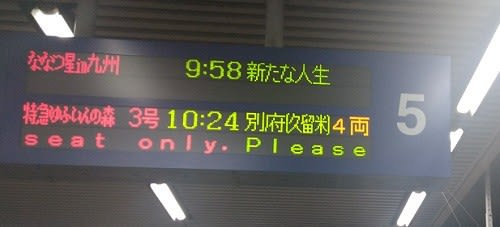 ななつ星in九州 9:58 新たな人生
特急ゆふいんの森 3号 10:24 別府(久留米) 4両
seat only. Please
5